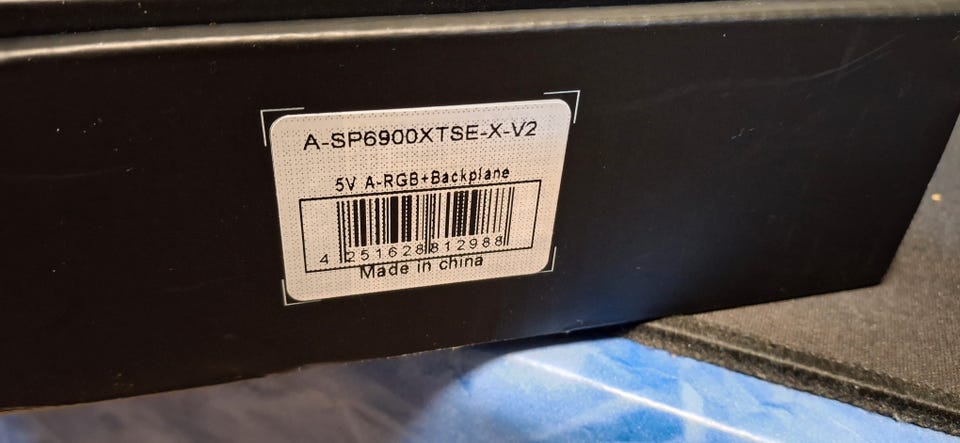 A-SP6900XTSE-X-V2
5V A-RGB+Backplane
4 251628 812988
Made in china